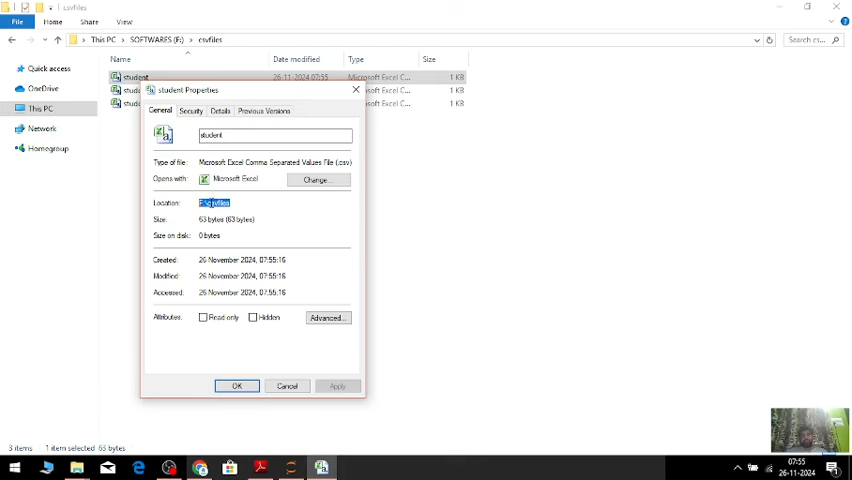 File
Home
Share
View
This PC
SOFTWARES (F:)
csvfiles
Search cs...
Name
Date modified
Type
Size
Quick access
OneDrive
This PC
Network
Homegroup
student
26-11-2024 07:55
Microsoft Excel C...
1 KB
Microsoft Excel C...
1 KB
Microsoft Excel C...
1 KB
student Properties
General
Security
Details
Previous Versions
student
Type of file:
Microsoft Excel Comma Separated Values File (.csv)
Opens with:
Microsoft Excel
Change...
Location:
F:\csvfiles
Size:
63 bytes (63 bytes)
Size on disk:
0 bytes
Created:
26 November 2024, 07:55:16
Modified:
26 November 2024, 07:55:16
Accessed:
26 November 2024, 07:55:16
Attributes:
Read-only
Hidden
Advanced...
OK
Cancel
Apply
3 items
1 item selected 63 bytes
07:55
26-11-2024